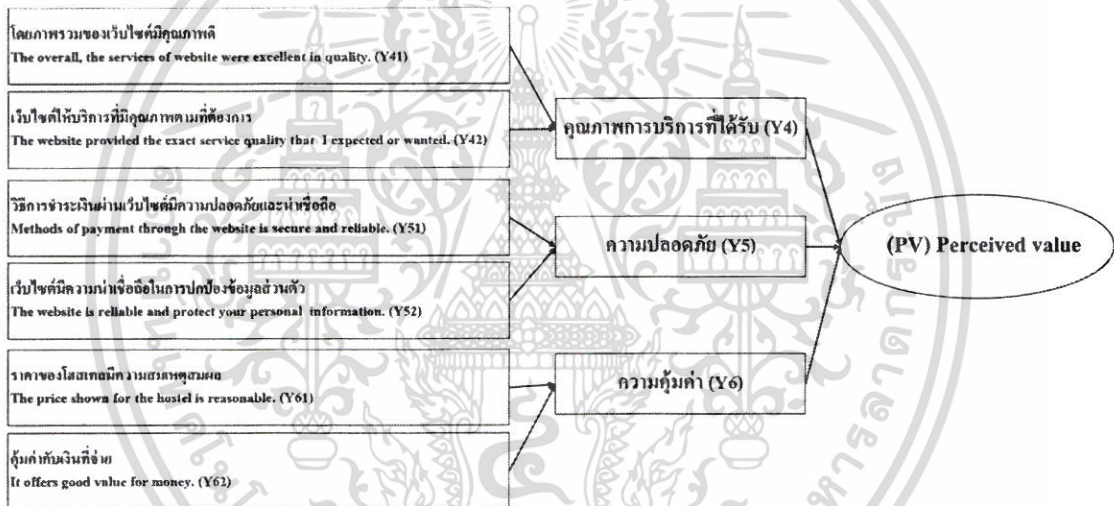 โดยภาพรวมของเว็บไซต์มีคุณภาพดี
The overall, the services of website were excellent in quality. (Y41)
เว็บไซต์ให้บริการที่มีคุณภาพตามที่ต้องการ
The website provided the exact service quality that I expected or wanted. (Y42)
คุณภาพการบริการที่ได้รับ (Y4)
วิธีการชำระเงินผ่านเว็บไซต์มีความปลอดภัยและน่าเชื่อถือ
Methods of payment through the website is secure and reliable. (Y51)
ความปลอดภัย (Y5)
(PV) Perceived value
เว็บไซต์มีความน่าเชื่อถือในการปกป้องข้อมูลส่วนตัว
The website is reliable and protect your personal information. (Y52)
ราคาของโฮสเทลมีความสมเหตุสมผล
The price shown for the hostel is reasonable. (Y61)
ความคุ้มค่า (Y6)
คุ้มค่ากับเงินที่จ่าย
It offers good value for money. (Y62)